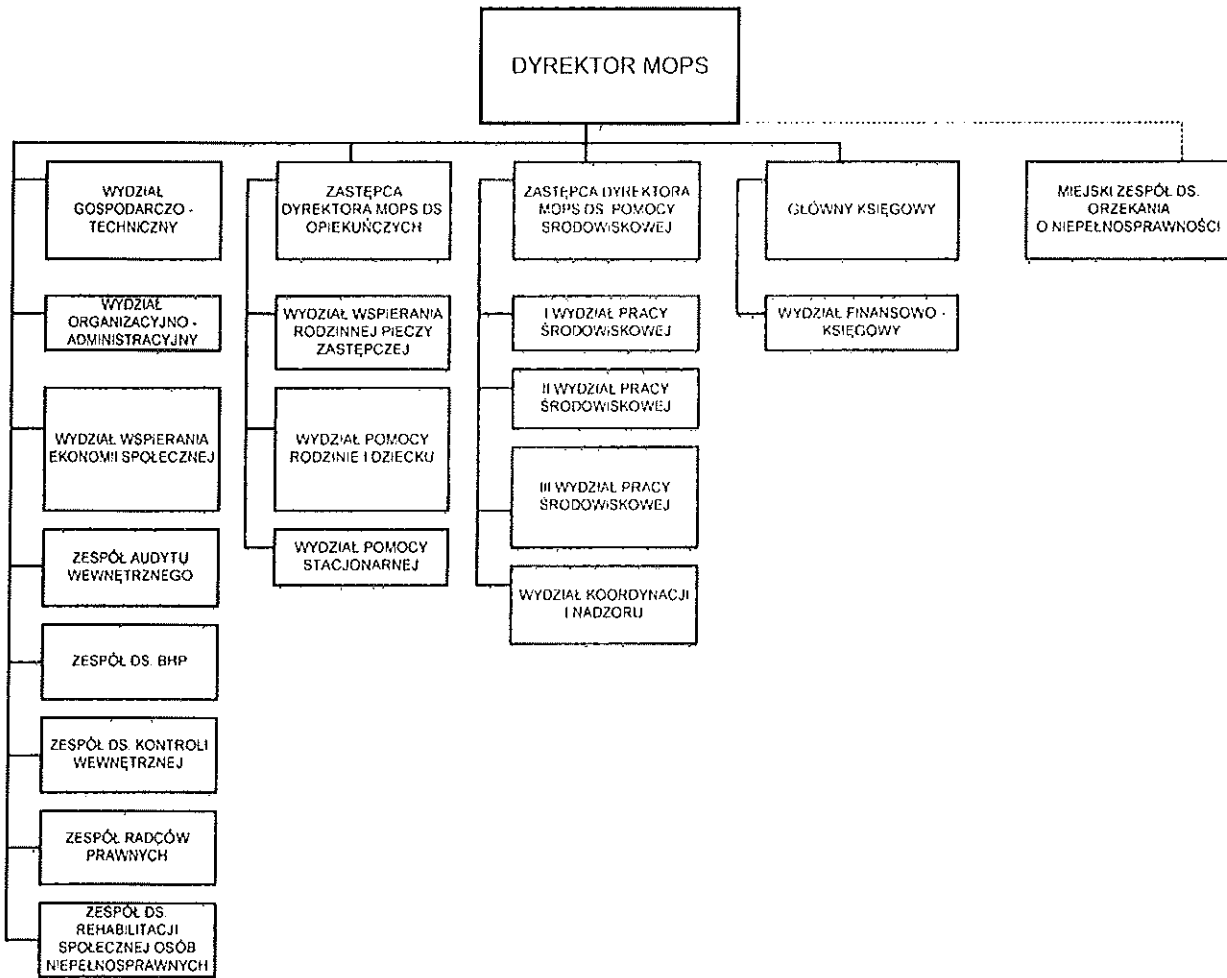 DYREKTOR MOPS
WYDZIAŁ
GOSPODARCZO -
TECHNICZNY
WYDZIAŁ
ORGANIZACYJNO -
ADMINISTRACYJNY
WYDZIAŁ WSPIERANIA
EKONOMII SPOŁECZNEJ
ZESPÓŁ AUDYTU
WEWNĘTRZNEGO
ZESPÓŁ DS. BHP
ZESPÓŁ DS. KONTROLI
WEWNĘTRZNEJ
ZESPÓŁ RADCÓW
PRAWNYCH
ZESPÓŁ DS.
REHABILITACJI
SPOŁECZNEJ OSÓB
NIEPEŁNOSPRAWNYCH
ZASTĘPCA
DYREKTORA MOPS DS
OPIEKUŃCZYCH
WYDZIAŁ WSPIERANIA
RODZINNEJ PIECZY
ZASTĘPCZEJ
WYDZIAŁ POMOCY
RODZINIE I DZIECKU
WYDZIAŁ POMOCY
STACJONARNEJ
ZASTĘPCA DYREKTORA
MOPS DS. POMOCY
ŚRODOWISKOWEJ
I WYDZIAŁ PRACY
ŚRODOWISKOWEJ
II WYDZIAŁ PRACY
ŚRODOWISKOWEJ
III WYDZIAŁ PRACY
ŚRODOWISKOWEJ
WYDZIAŁ KOORDYNACJI
I NADZORU
GŁÓWNY KSIĘGOWY
WYDZIAŁ FINANSOWO -
KSIĘGOWY
MIEJSKI ZESPÓŁ DS.
ORZEKANIA
O NIEPEŁNOSPRAWNOŚCI